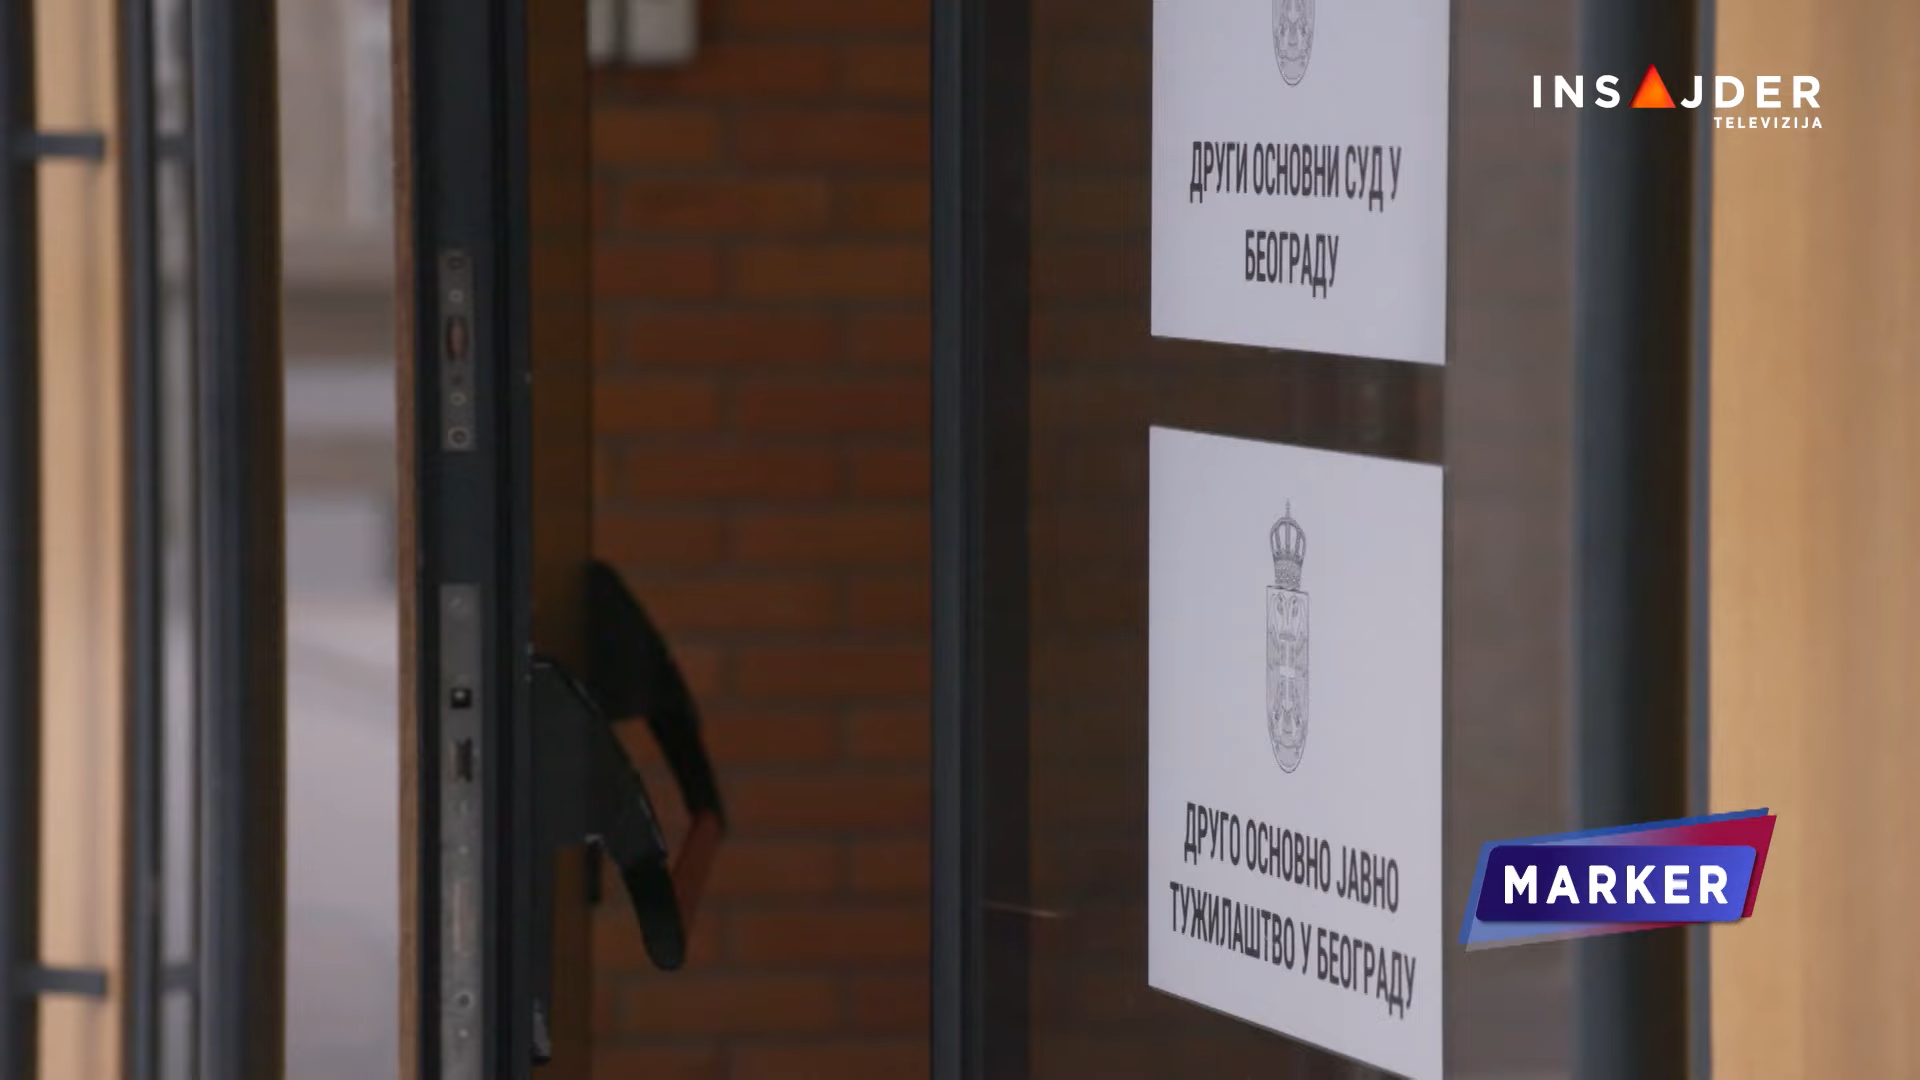 INSAJDER
TELEVIZIJA
ДРУГИ ОСНОВНИ СУД У
БЕОГРАДУ
ДРУГО ОСНОВНО ЈАВНО
ТУЖИЛАШТВО У БЕОГРАДУ
MARKER